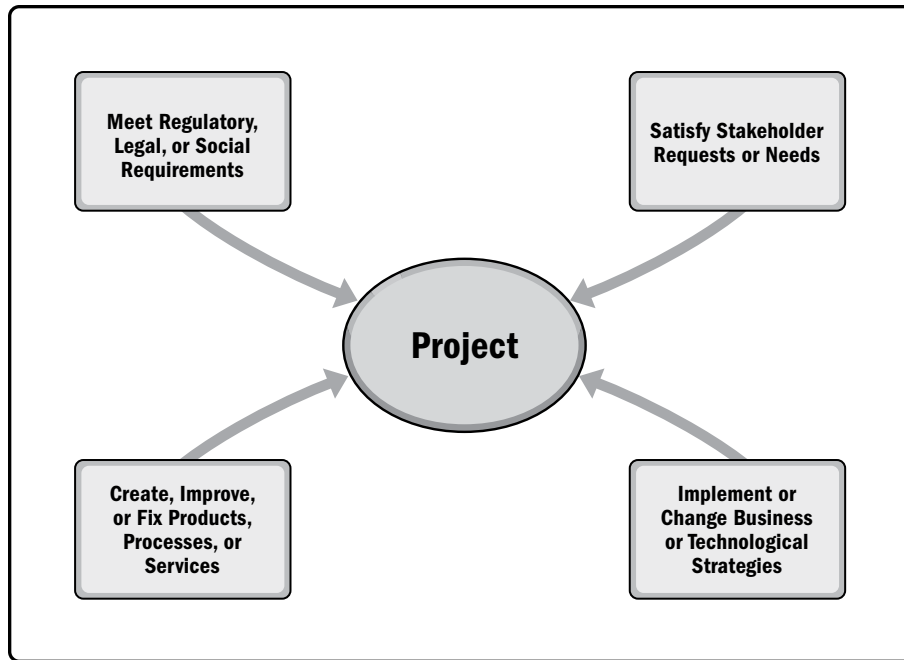 Meet Regulatory,
Legal, or Social
Requirements
Satisfy Stakeholder
Requests or Needs
Project
Create, Improve,
or Fix Products,
Processes, or
Services
Implement or
Change Business
or Technological
Strategies